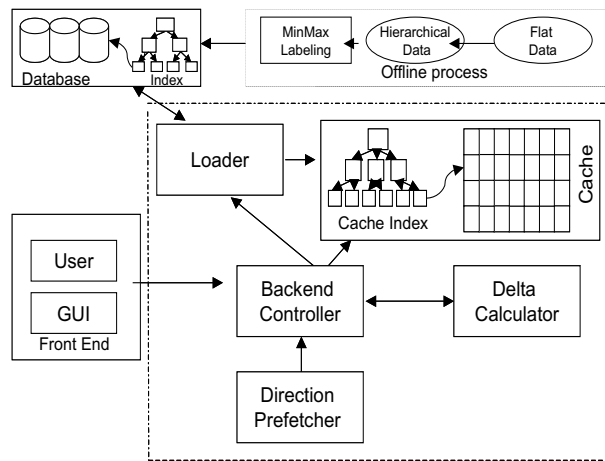 MinMax
Labeling
Hierarchical
Data
Flat
Data
Offline process
Database
Index
Loader
Cache Index
Cache
User
GUI
Front End
Backend
Controller
Delta
Calculator
Direction
Prefetcher